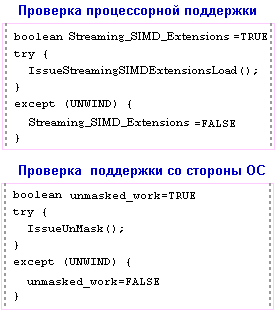 Проверка процессорной поддержки
boolean Streaming_SIMD_Extensions =TRUE
try {
IssueStreamingSIMDExtensionsLoad();
}
except (UNWIND) {
Streaming_SIMD_Extensions =FALSE
}
Проверка поддержки со стороны ОС
boolean unmasked_work=TRUE
try {
IssueUnMask();
}
except (UNWIND) {
unmasked_work=FALSE
}